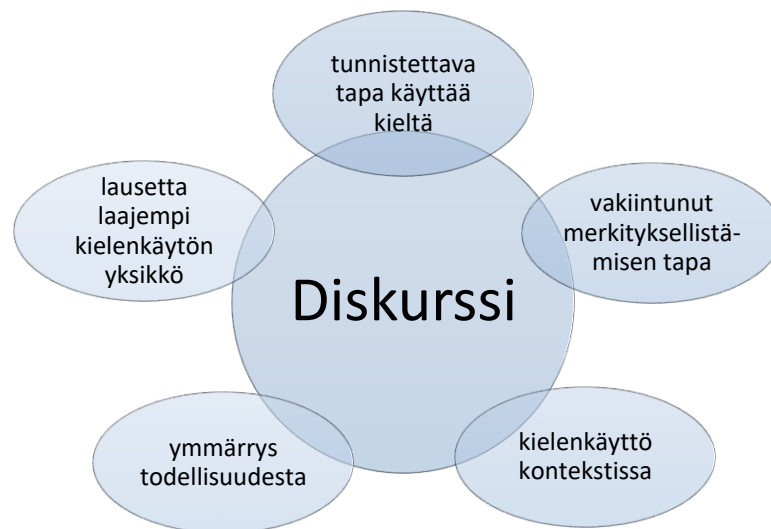 tunnistettava
tapa käyttää
kieltä
lausetta
laajempi
kielenkäytön
yksikkö
vakiintunut
merkityksellistä-
misen tapa
Diskurssi
ymmärrys
todellisuudesta
kielenkäyttö
kontekstissa